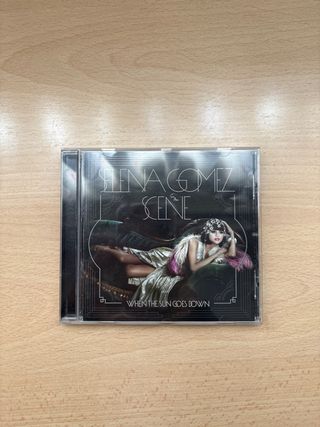 SELENA GOMEZ
& The
SCENE
WHEN THE SUN GOES DOWN